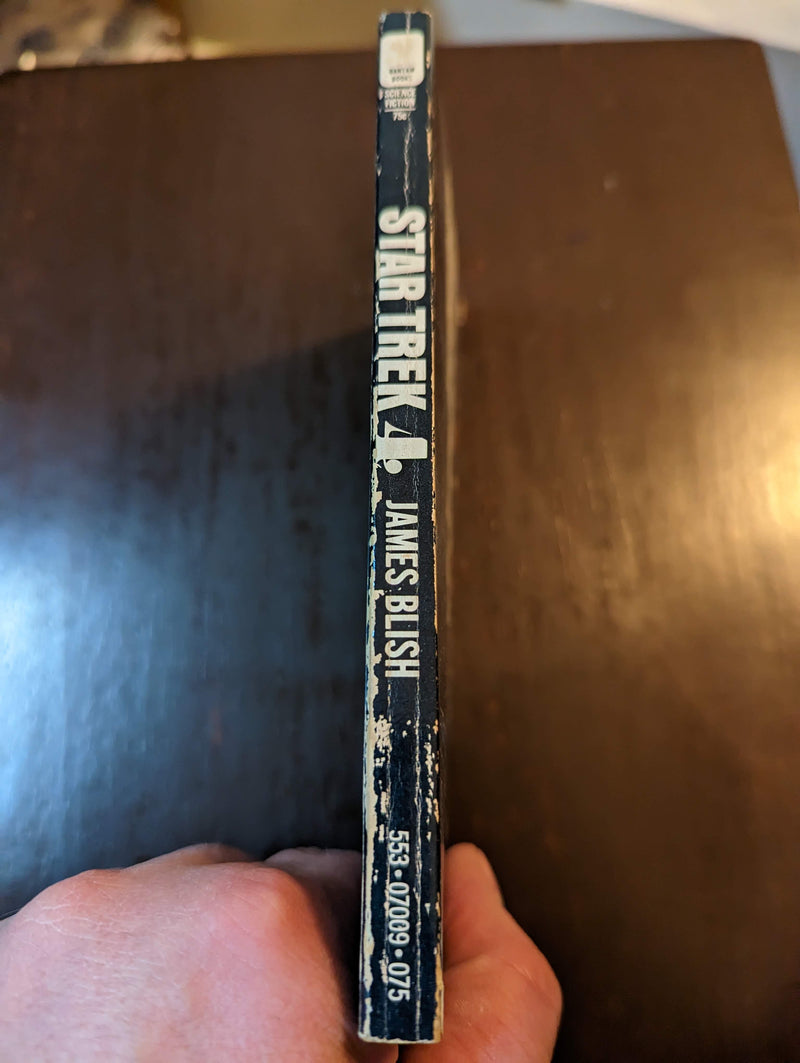 BANTAM
BOOKS
SCIENCE
FICTION
75¢
STAR TREK 4.
JAMES BLISH
553•07009•075